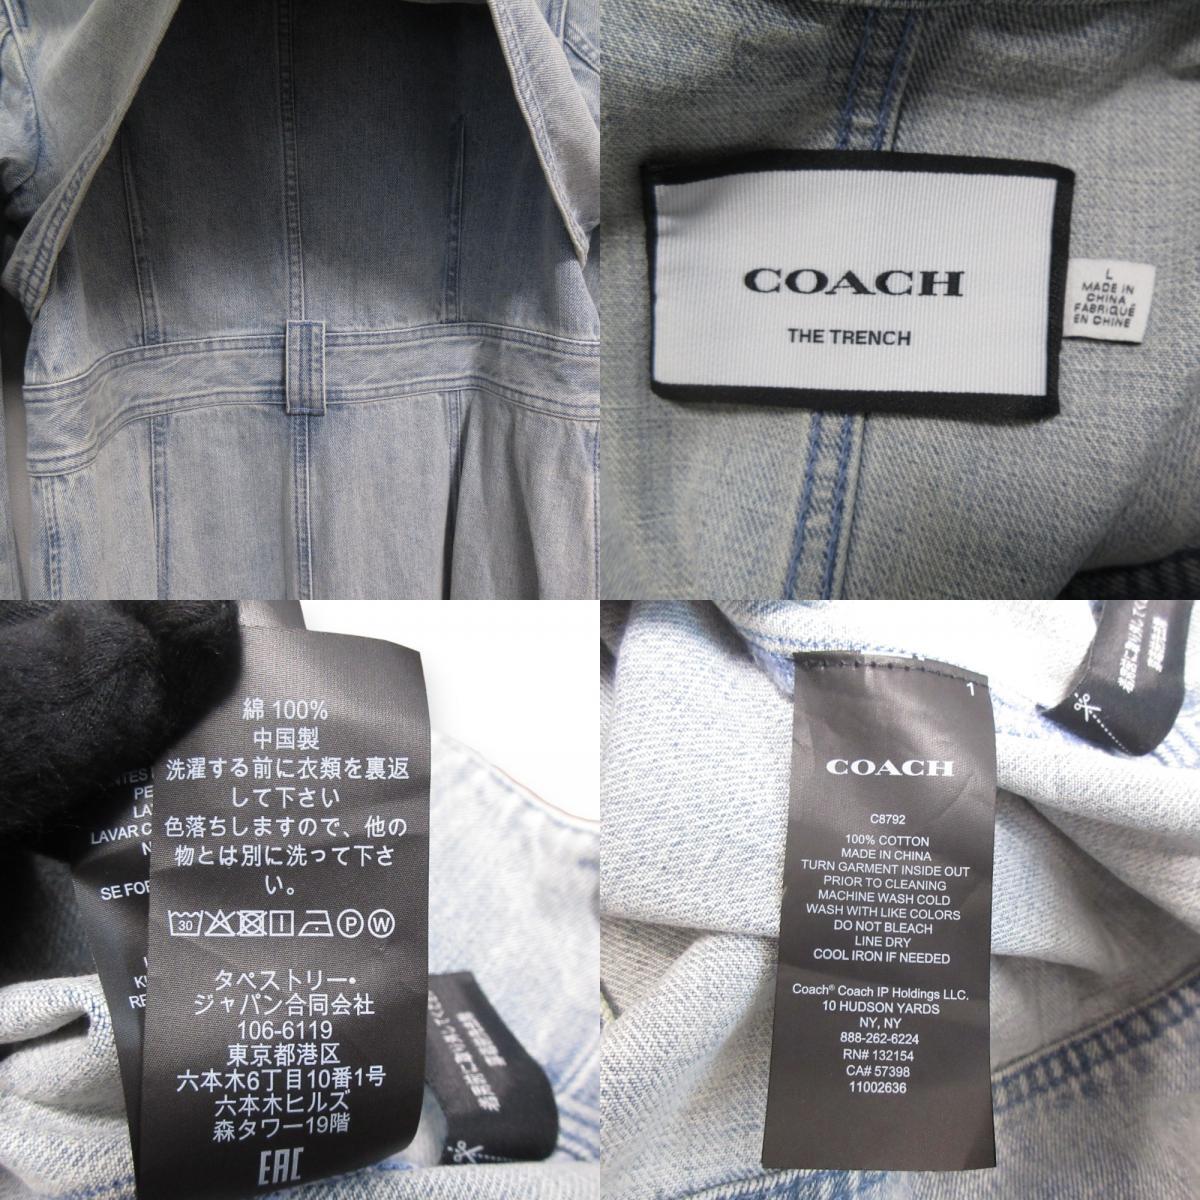 COACH
THE TRENCH
L
MADE IN
CHINA
FABRIQUÉ
EN CHINE
綿 100%
中国製
洗濯する前に衣類を裏返
して下さい
色落ちしますので、他の
物とは別に洗って下さ
い。
30 P W
タペストリー・
ジャパン合同会社
106-6119
東京都港区
六本木6丁目10番1号
六本木ヒルズ
森タワー19階
EAC
PE
LAVAR
SE
1
COACH
C8792
100% COTTON
MADE IN CHINA
TURN GARMENT INSIDE OUT
PRIOR TO CLEANING
MACHINE WASH COLD
WASH WITH LIKE COLORS
DO NOT BLEACH
LINE DRY
COOL IRON IF NEEDED
Coach® Coach IP Holdings LLC.
10 HUDSON YARDS
NY, NY
888-262-6224
RN# 132154
CA# 57398
11002636